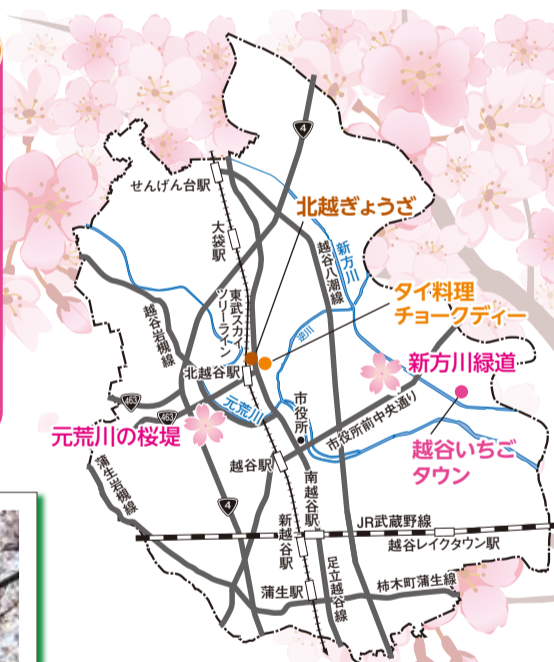 4
せんげん台駅
北越ぎょうざ
大袋駅
新方川
越谷八潮線
タイ料理
チョークディー
東武スカイ
ツリーライン
逆川
越谷岩槻線
新方川緑道
北越谷駅
463
463
元荒川
市役所
市役所前中央通り
元荒川の桜堤
越谷いちご
タウン
越谷駅
蒲生岩槻線
4
南越谷駅
新越谷駅
JR武蔵野線
越谷レイクタウン駅
足立越谷線
蒲生駅
柿木町蒲生線